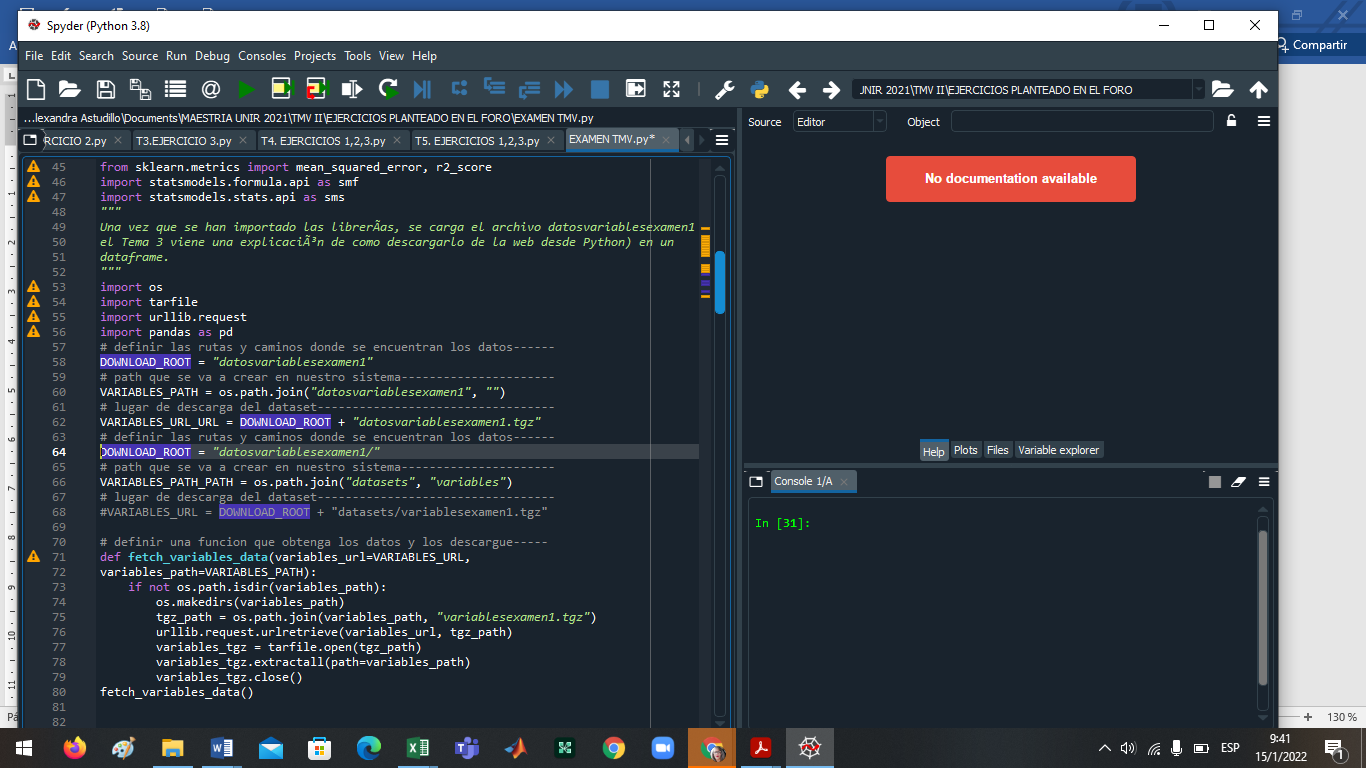 Spyder (Python 3.8)
Compartir
File Edit Search Source Run Debug Consoles Projects Tools View Help
JNIR 2021\TMV II\EJERCICIOS PLANTEADO EN EL FORO
...lexandra Astudillo\Documents\MAESTRIA UNIR 2021\TMV II\EJERCICIOS PLANTEADO EN EL FORO\EXAMEN TMV.py
RCICIO 2.py T3.EJERCICIO 3.py T4. EJERCICIOS 1,2,3.py T5. EJERCICIOS 1,2,3.py EXAMEN TMV.py*
Source Editor Object
No documentation available
45 from sklearn.metrics import mean_squared_error, r2_score
46 import statsmodels.formula.api as smf
47 import statsmodels.stats.api as sms
48 """
49 Una vez que se han importado las librerÃas, se carga el archivo datosvariablesexamen1
50 el Tema 3 viene una explicaciÃ³n de como descargarlo de la web desde Python) en un
51 dataframe.
52 """
53 import os
54 import tarfile
55 import urllib.request
56 import pandas as pd
57 # definir las rutas y caminos donde se encuentran los datos------
58 DOWNLOAD_ROOT = "datosvariablesexamen1"
59 # path que se va a crear en nuestro sistema----------------------
60 VARIABLES_PATH = os.path.join("datosvariablesexamen1", "")
61 # lugar de descarga del dataset----------------------------------
62 VARIABLES_URL_URL = DOWNLOAD_ROOT + "datosvariablesexamen1.tgz"
63 # definir las rutas y caminos donde se encuentran los datos------
64 DOWNLOAD_ROOT = "datosvariablesexamen1/"
65 # path que se va a crear en nuestro sistema----------------------
66 VARIABLES_PATH_PATH = os.path.join("datasets", "variables")
67 # lugar de descarga del dataset----------------------------------
68 #VARIABLES_URL = DOWNLOAD_ROOT + "datasets/variablesexamen1.tgz"
69
70 # definir una funcion que obtenga los datos y los descargue-----
71 def fetch_variables_data(variables_url=VARIABLES_URL,
72 variables_path=VARIABLES_PATH):
73 if not os.path.isdir(variables_path):
74 os.makedirs(variables_path)
75 tgz_path = os.path.join(variables_path, "variablesexamen1.tgz")
76 urllib.request.urlretrieve(variables_url, tgz_path)
77 variables_tgz = tarfile.open(tgz_path)
78 variables_tgz.extractall(path=variables_path)
79 variables_tgz.close()
80 fetch_variables_data()
81
82
Help Plots Files Variable explorer
Console 1/A
In [31]:
130 %
ESP
9:41
15/1/2022